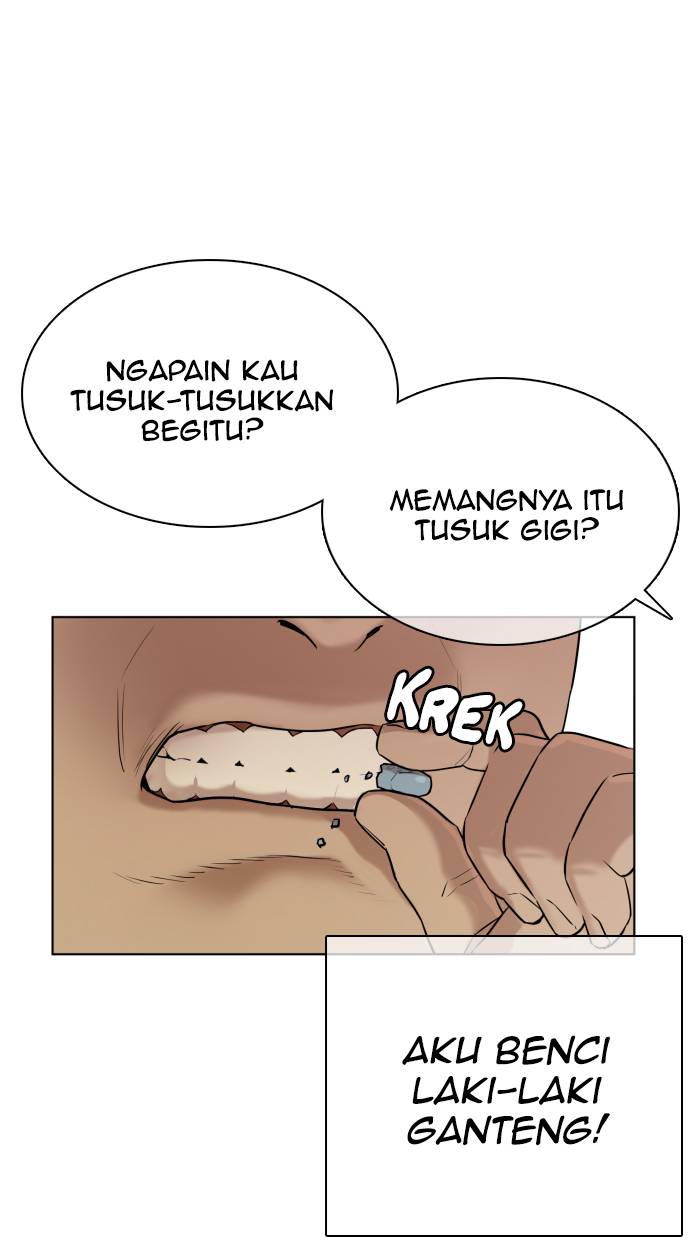 NGAPAIN KAU
TUSUK-TUSUKKAN
BEGITU?
MEMANGNYA ITU
TUSUK GIGI?
KREK
AKU BENCI
LAKI-LAKI
GANTENG!